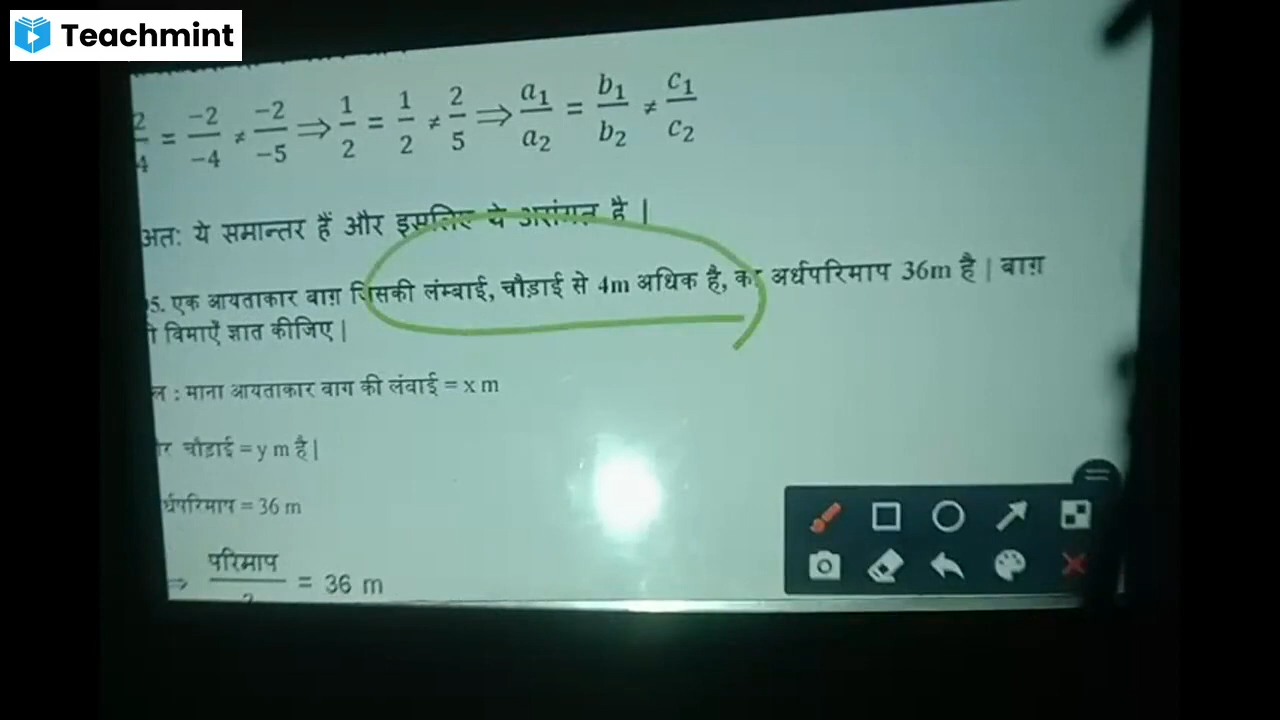 Teachmint
2/4 = -2/-4 ≠ -2/-5 ⇒ 1/2 = 1/2 ≠ 2/5 ⇒ a₁/a₂ = b₁/b₂ ≠ c₁/c₂
अतः ये समान्तर हैं और इसलिए ये असंगत है |
5. एक आयताकार बाग़ जिसकी लंम्बाई, चौड़ाई से 4m अधिक है, का अर्धपरिमाप 36m है | बाग़
विमाएँ ज्ञात कीजिए |
: माना आयताकार बाग की लंबाई = x m
चौड़ाई = y m है |
र्धपरिमाप = 36 m
⇒ परिमाप/2 = 36 m